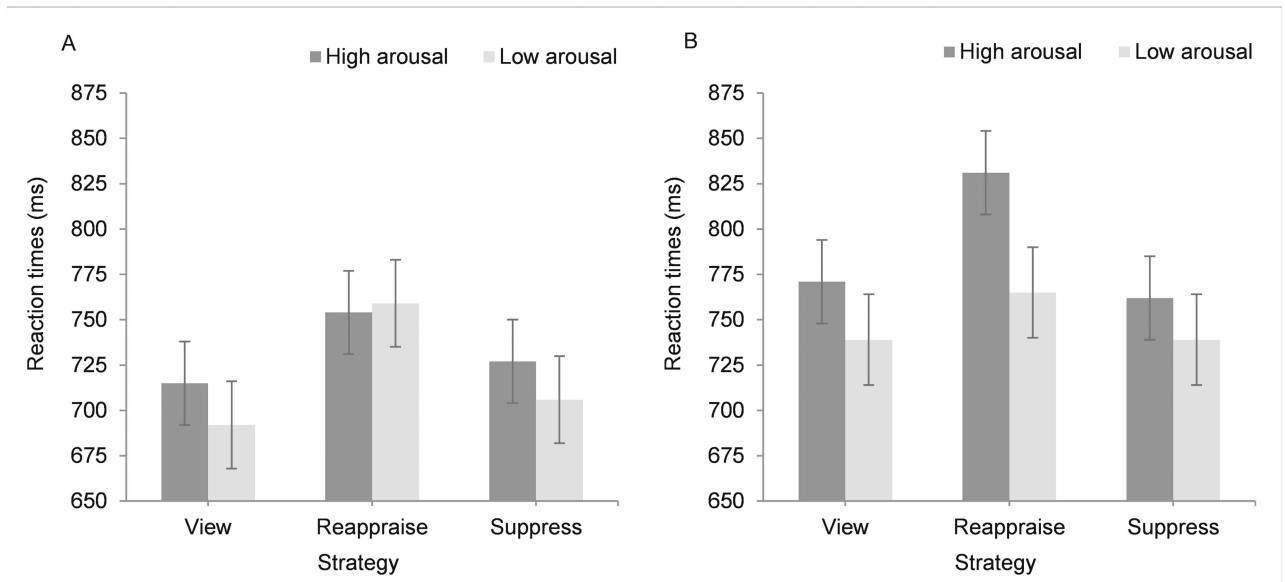 A
High arousal Low arousal
875
850
825
800
775
750
725
700
675
650
Reaction times (ms)
View Reappraise Suppress
Strategy
B
High arousal Low arousal
875
850
825
800
775
750
725
700
675
650
Reaction times (ms)
View Reappraise Suppress
Strategy